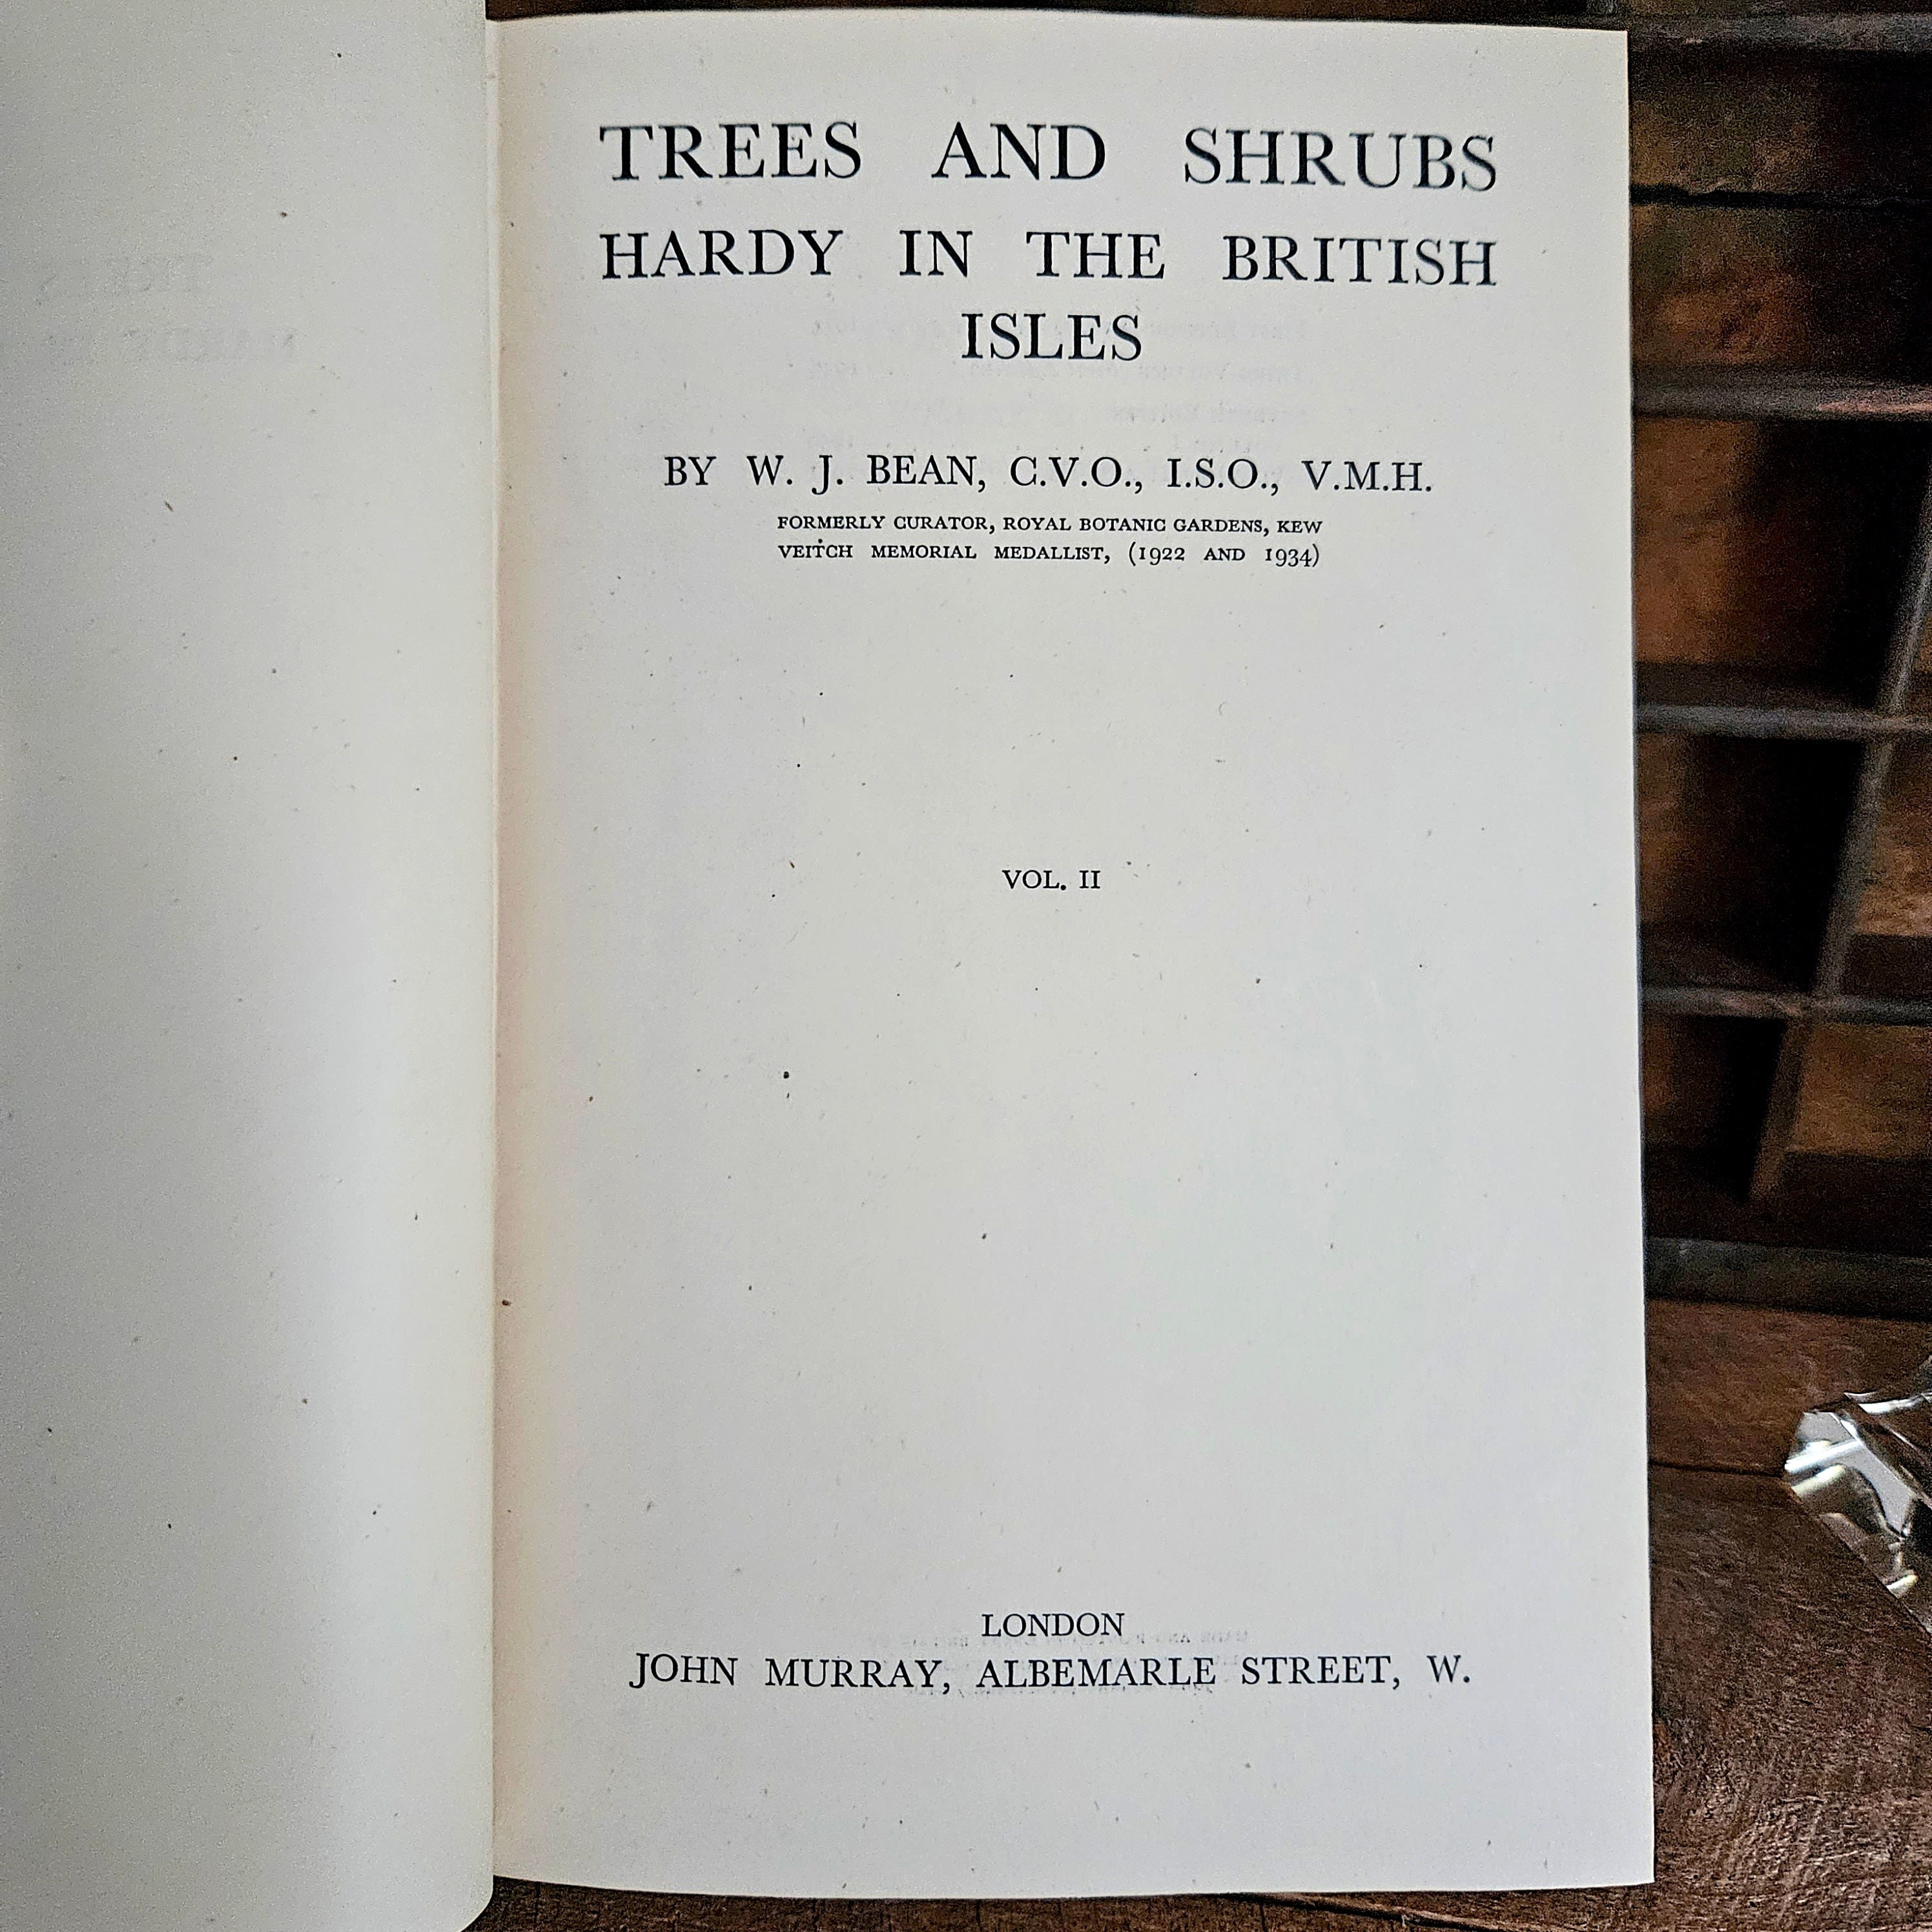 TREES AND SHRUBS
HARDY IN THE BRITISH
ISLES
BY W. J. BEAN, C.V.O., I.S.O., V.M.H.
FORMERLY CURATOR, ROYAL BOTANIC GARDENS, KEW
VEITCH MEMORIAL MEDALLIST, (1922 AND 1934)
VOL. II
LONDON
JOHN MURRAY, ALBEMARLE STREET, W.